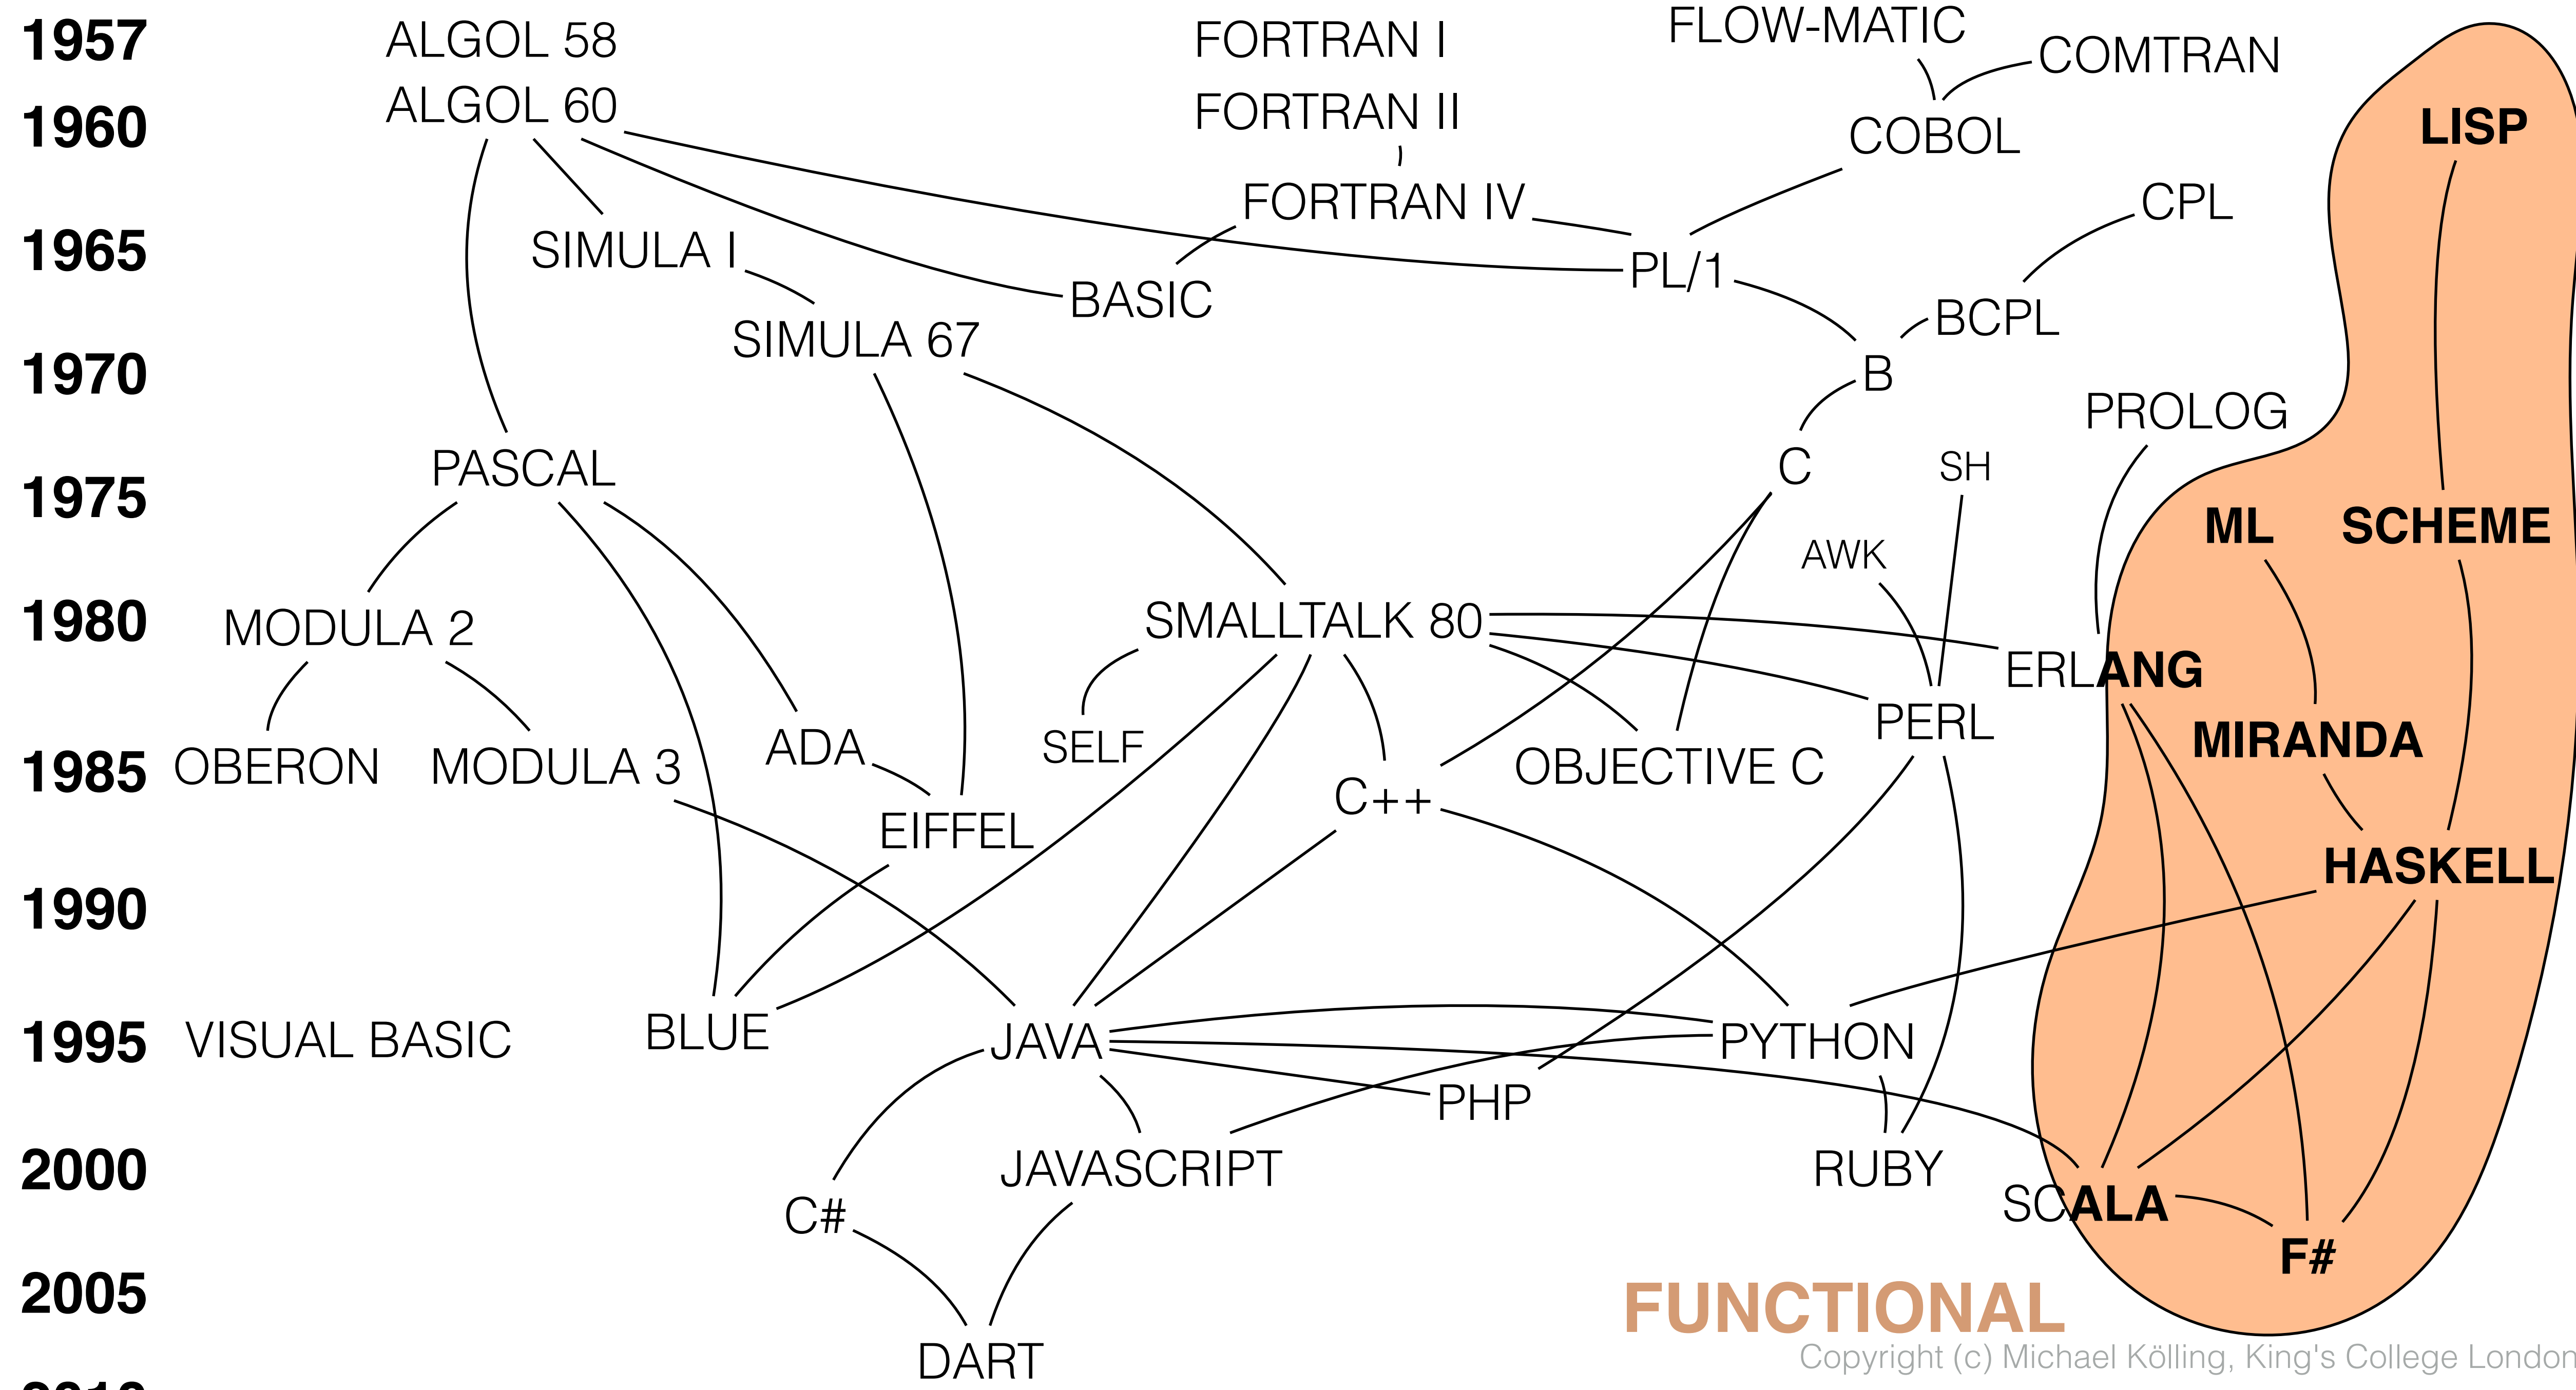 1957
ALGOL 58
FORTRAN I
FLOW-MATIC
COMTRAN
ALGOL 60
FORTRAN II
1960
COBOL
LISP
FORTRAN IV
CPL
1965
SIMULA I
PL/1
BASIC
BCPL
SIMULA 67
1970
B
PROLOG
PASCAL
C
SH
1975
ML
SCHEME
AWK
1980
MODULA 2
SMALLTALK 80
ERLANG
PERL
MIRANDA
1985
OBERON
MODULA 3
ADA
SELF
OBJECTIVE C
C++
EIFFEL
HASKELL
1990
1995
VISUAL BASIC
BLUE
JAVA
PYTHON
PHP
2000
JAVASCRIPT
RUBY
C#
SCALA
F#
2005
FUNCTIONAL
DART
Copyright (c) Michael Kölling, King's College London